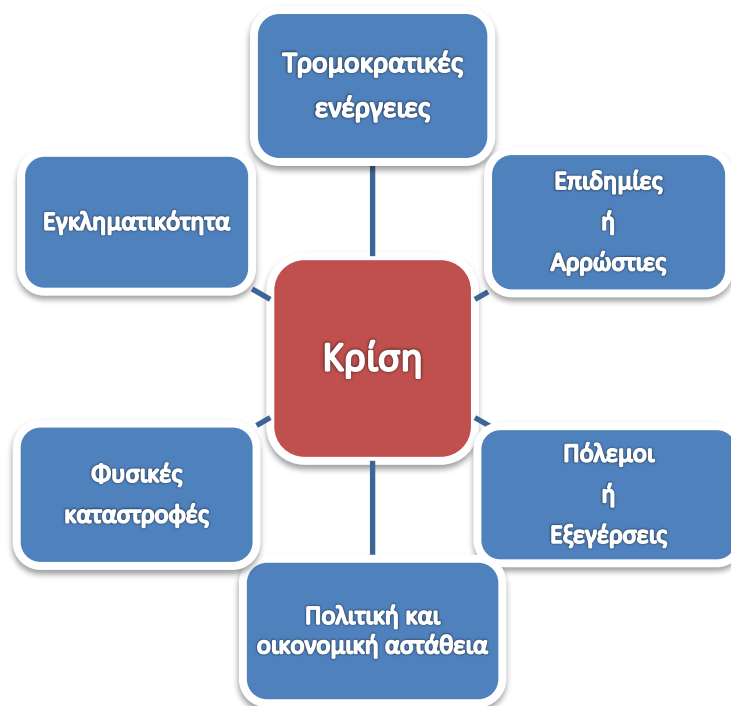 Τρομοκρατικές
ενέργειες
Εγκληματικότητα
Επιδημίες
ή
Αρρώστιες
Κρίση
Φυσικές
καταστροφές
Πόλεμοι
ή
Εξεγέρσεις
Πολιτική και
οικονομική αστάθεια